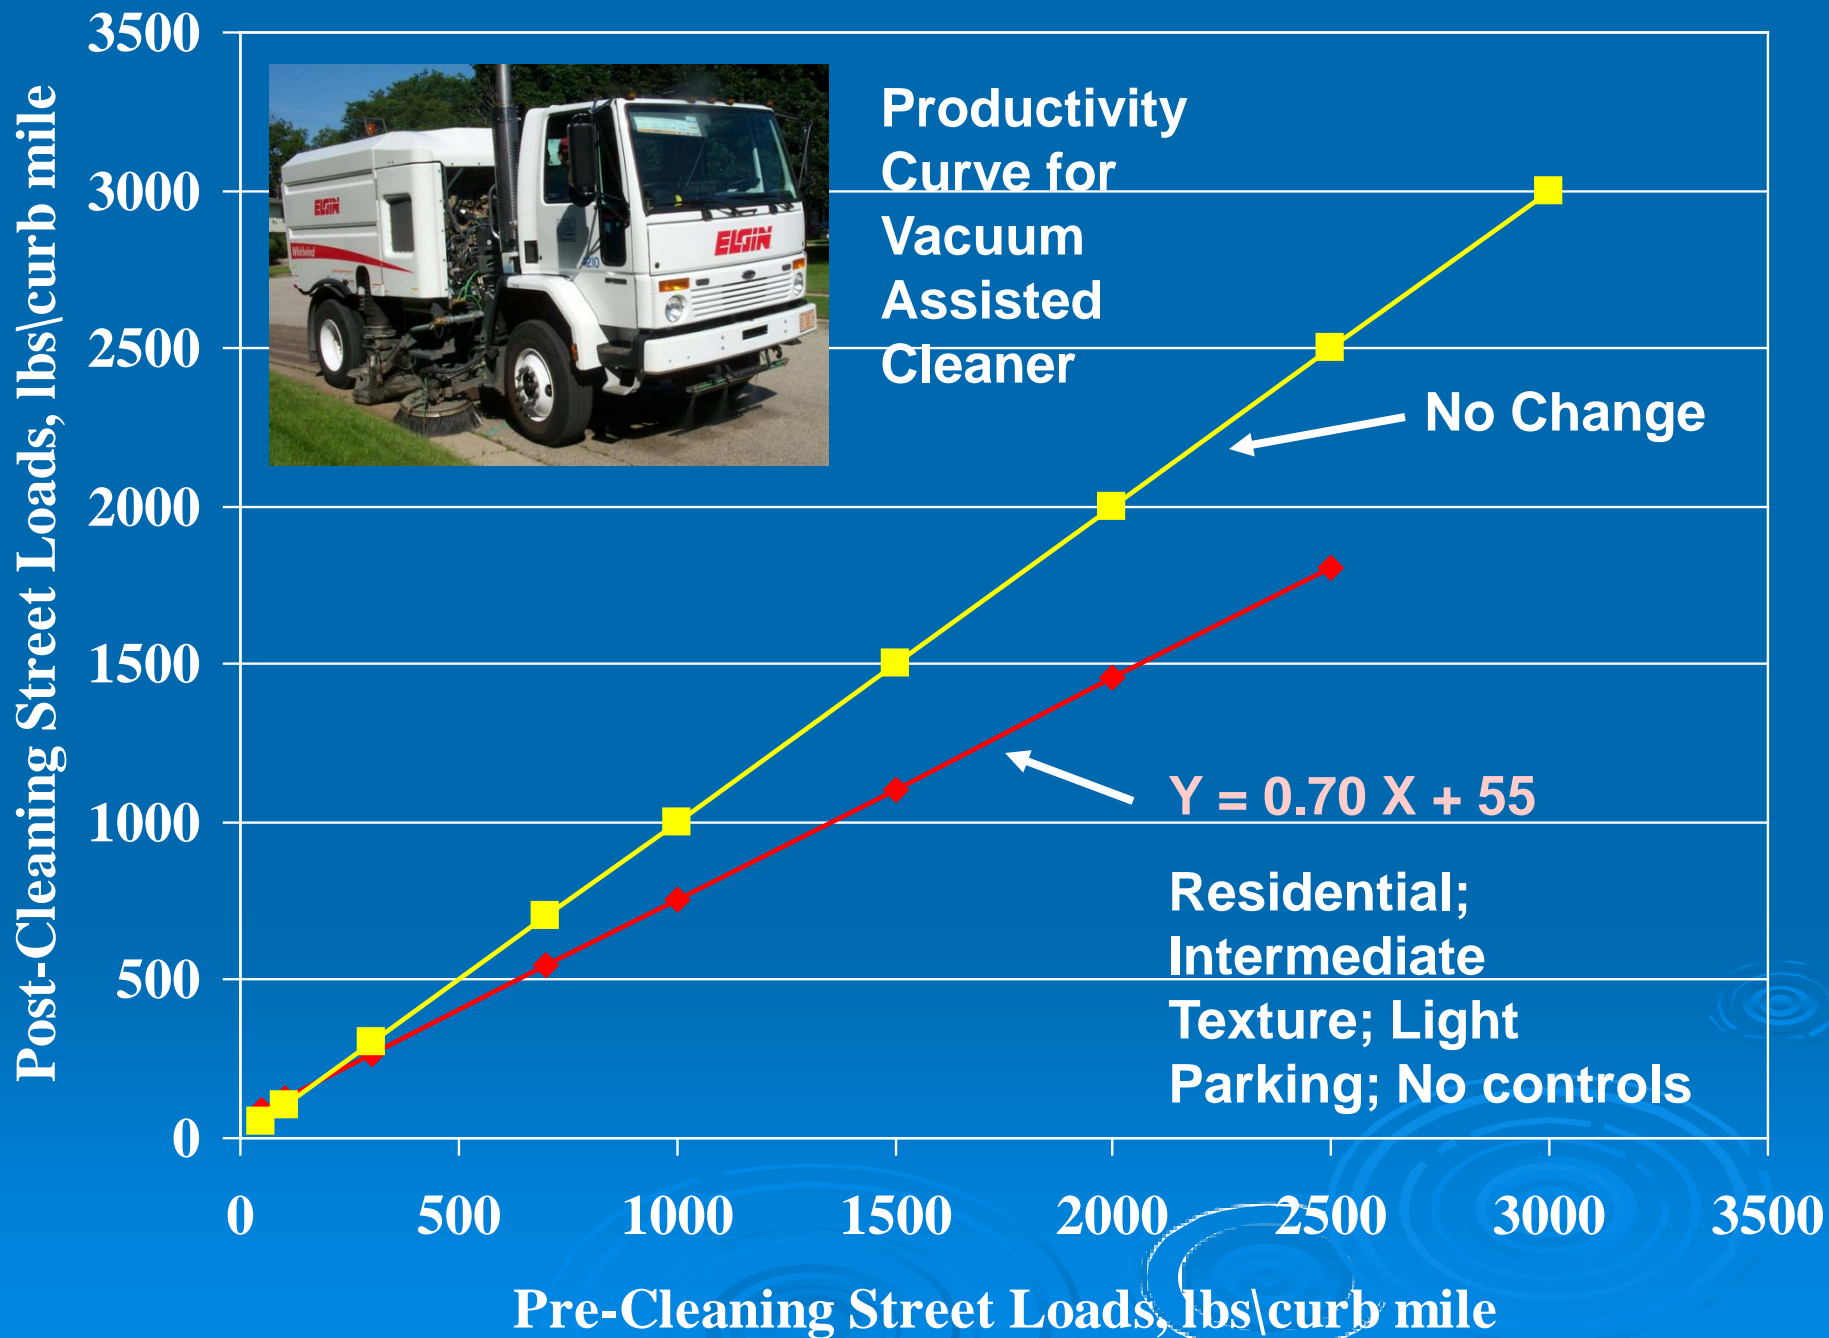 3500
3000
2500
2000
1500
1000
500
0
Post-Cleaning Street Loads, lbs\curb mile
ELGIN
Whirlwind
ELGIN
4210
Productivity
Curve for
Vacuum
Assisted
Cleaner
No Change
Y = 0.70 X + 55
Residential;
Intermediate
Texture; Light
Parking; No controls
0 500 1000 1500 2000 2500 3000 3500
Pre-Cleaning Street Loads, lbs\curb mile